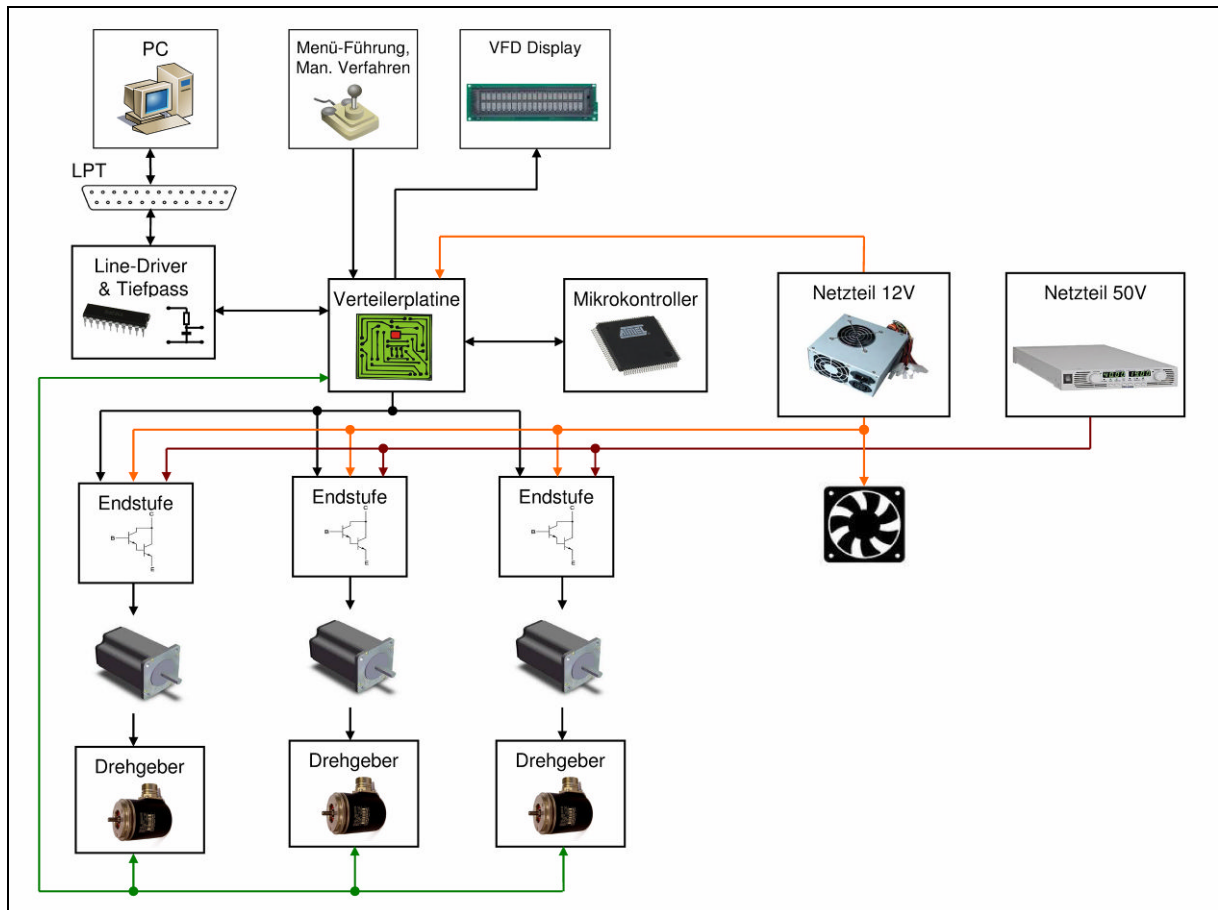 PC
Menü-Führung,
Man. Verfahren
VFD Display
LPT
Line-Driver
& Tiefpass
Verteilerplatine
Mikrokontroller
Netzteil 12V
Netzteil 50V
ATMEL
Endstufe
C
B
E
Endstufe
C
B
E
Endstufe
C
B
E
Drehgeber
Drehgeber
Drehgeber